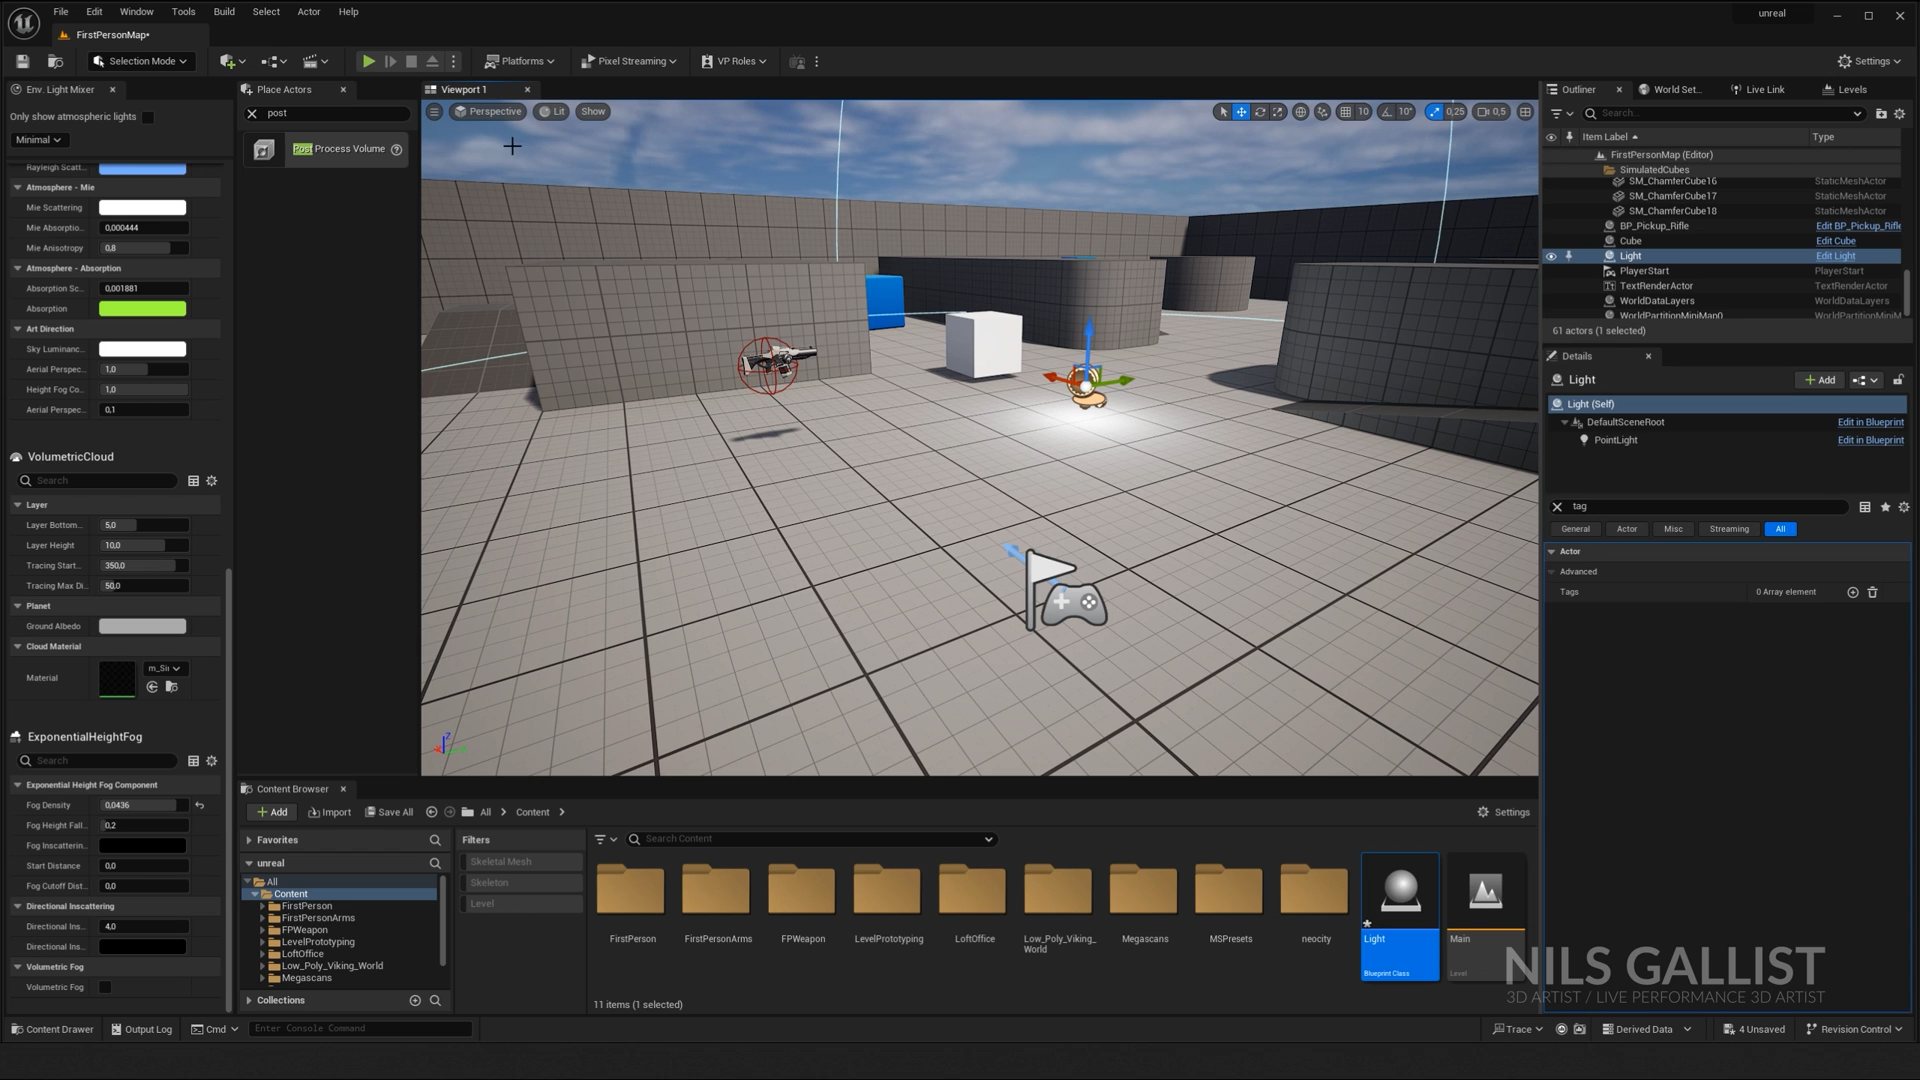 File Edit Window Tools Build Select Actor Help
unreal
FirstPersonMap*
Selection Mode
Platforms
Pixel Streaming
VP Roles
Settings
Env. Light Mixer
Only show atmospheric lights
Minimal
Rayleigh Scatt...
Atmosphere - Mie
Mie Scattering
Mie Absorptio... 0,000444
Mie Anisotropy 0,8
Atmosphere - Absorption
Absorption Sc... 0,001881
Absorption
Art Direction
Sky Luminanc...
Aerial Perspec... 1,0
Height Fog Co... 1,0
Aerial Perspec... 0,1
VolumetricCloud
Search
Layer
Layer Bottom... 5,0
Layer Height 10,0
Tracing Start... 350,0
Tracing Max Di... 50,0
Planet
Ground Albedo
Cloud Material
Material m_Si
ExponentialHeightFog
Search
Exponential Height Fog Component
Fog Density 0,0436
Fog Height Fall... 0,2
Fog Inscatterin...
Start Distance 0,0
Fog Cutoff Dist... 0,0
Directional Inscattering
Directional Ins... 4,0
Directional Ins...
Volumetric Fog
Volumetric Fog
Place Actors
post
Post Process Volume
Viewport 1
Perspective Lit Show
10 10° 0,25 0,5
Outliner World Set... Live Link Levels
Search...
Item Label Type
FirstPersonMap (Editor)
SimulatedCubes
SM_ChamferCube16 StaticMeshActor
SM_ChamferCube17 StaticMeshActor
SM_ChamferCube18 StaticMeshActor
BP_Pickup_Rifle Edit BP_Pickup_Rifle
Cube Edit Cube
Light Edit Light
PlayerStart PlayerStart
TextRenderActor TextRenderActor
WorldDataLayers WorldDataLayers
WorldPartitionMiniMap0 WorldPartitionMiniM
61 actors (1 selected)
Details
Light
Add
Light (Self)
DefaultSceneRoot Edit in Blueprint
PointLight Edit in Blueprint
tag
General Actor Misc Streaming All
Actor
Advanced
Tags 0 Array element
Content Browser
Add Import Save All All Content Settings
Favorites
unreal
All
Content
FirstPerson
FirstPersonArms
FPWeapon
LevelPrototyping
LoftOffice
Low_Poly_Viking_World
Megascans
Collections
Filters
Skeletal Mesh
Skeleton
Level
Search Content
FirstPerson FirstPersonArms FPWeapon LevelPrototyping LoftOffice Low_Poly_Viking_ Megascans MSPresets neocity Light Main
World
Blueprint Class Level
11 items (1 selected)
NILS GALLIST
3D ARTIST / LIVE PERFORMANCE 3D ARTIST
Content Drawer Output Log Cmd Enter Console Command Trace Derived Data 4 Unsaved Revision Control